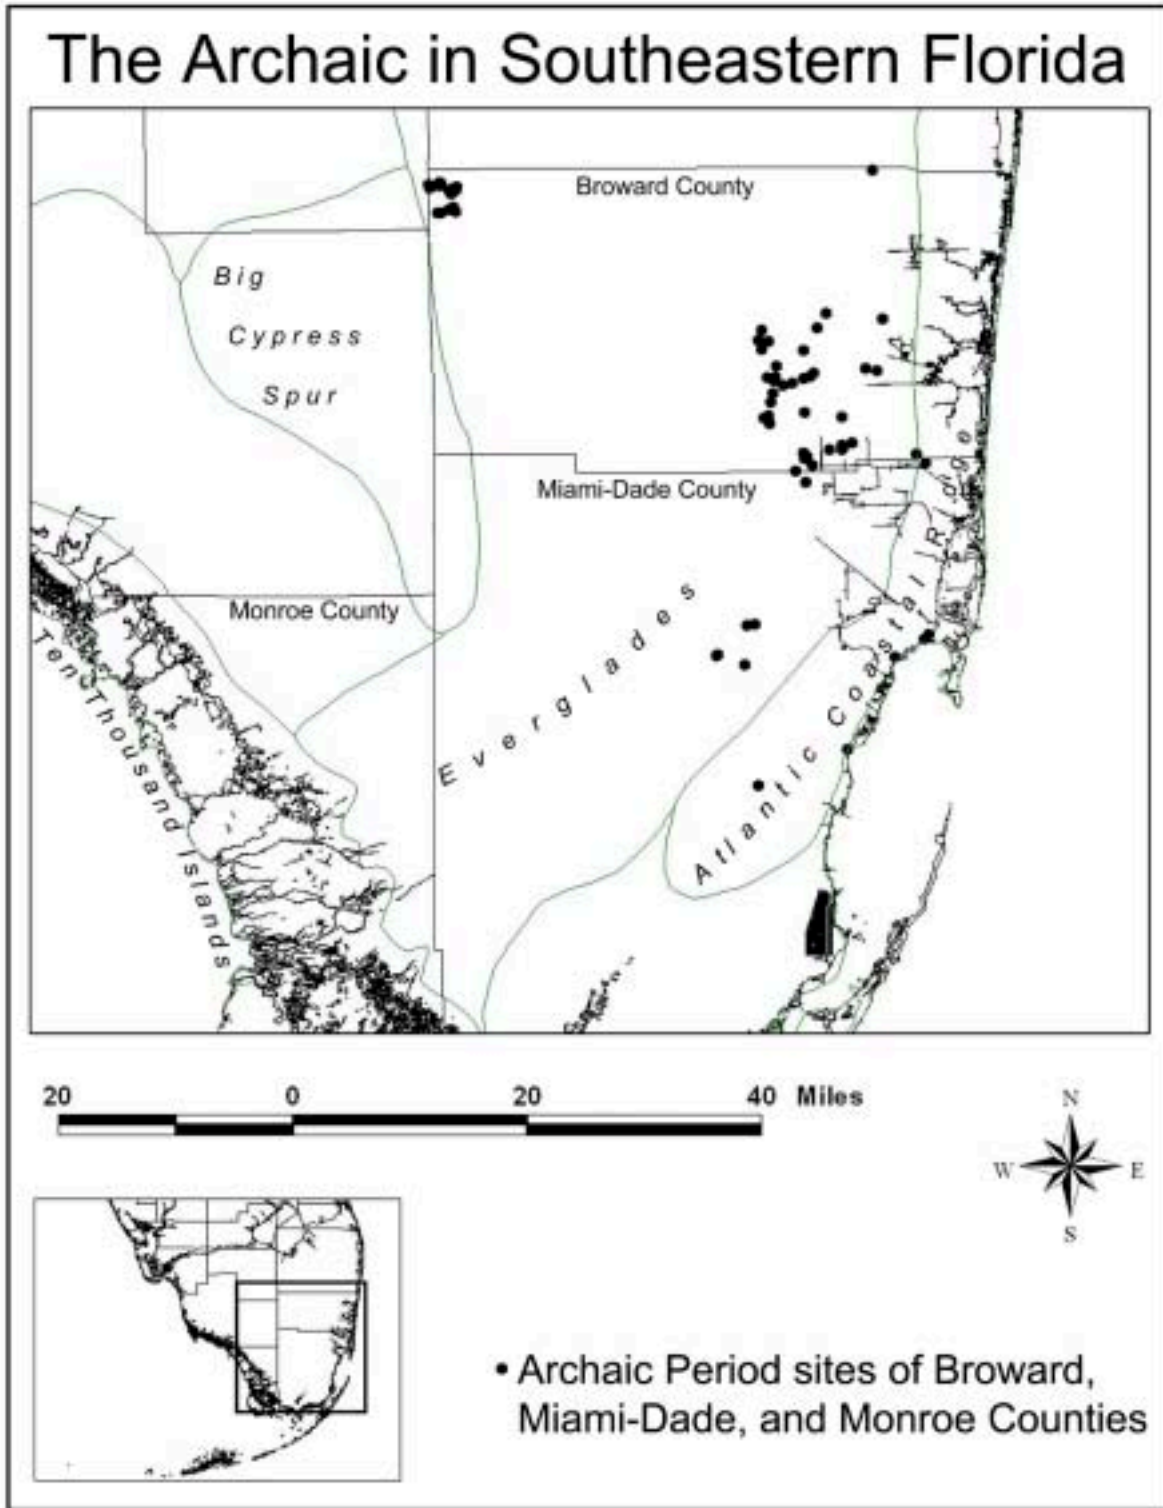 The Archaic in Southeastern Florida
Broward County
Big
Cypress
Spur
Miami-Dade County
Monroe County
Everglades
Atlantic Coastal Ridge
Ten Thousand Islands
20 0 20 40 Miles
N
W E
S
• Archaic Period sites of Broward,
Miami-Dade, and Monroe Counties